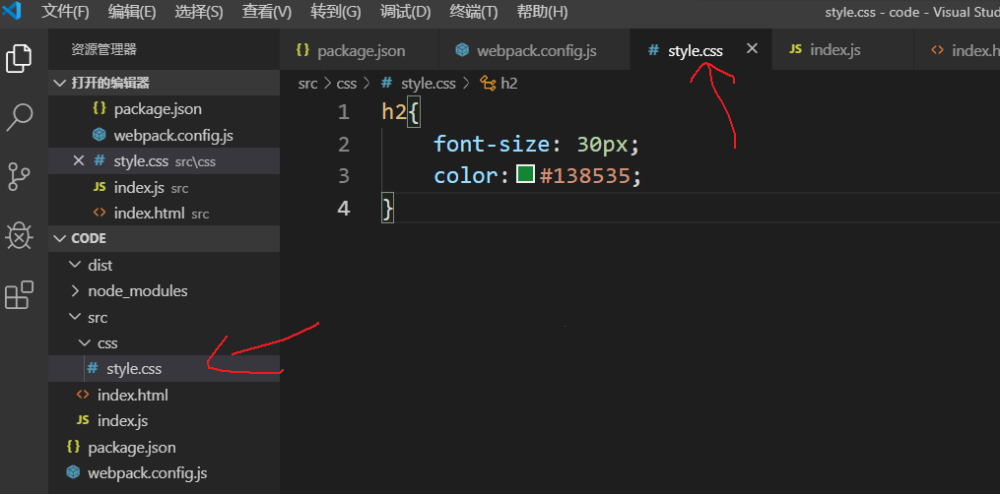 文件(F) 编辑(E) 选择(S) 查看(V) 转到(G) 调试(D) 终端(T) 帮助(H) style.css - code - Visual Stu
资源管理器
{} package.json webpack.config.js # style.css × JS index.js <> index.h
打开的编辑器
src > css > # style.css > h2
{} package.json
webpack.config.js
× # style.css src\css
JS index.js src
<> index.html src
CODE
dist
node_modules
src
css
# style.css
<> index.html
JS index.js
{} package.json
webpack.config.js
1 h2{
2 font-size: 30px;
3 color: #138535;
4 }